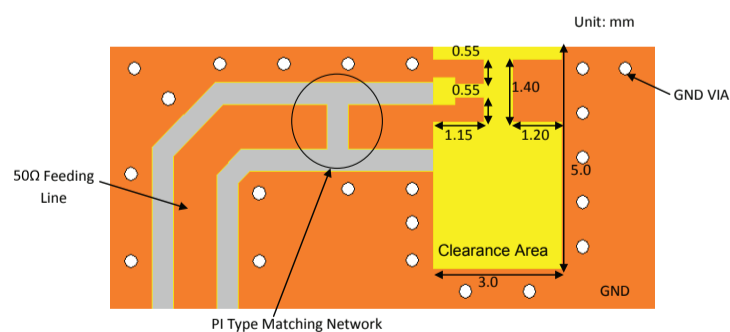 Unit: mm
0.55
0.55
1.40
GND VIA
1.15
1.20
5.0
50Ω Feeding
Line
Clearance Area
3.0
GND
PI Type Matching Network